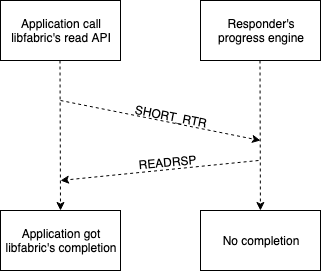 Application call
libfabric's read API
Responder's
progress engine
SHORT_RTR
READRSP
Application got
libfabric's completion
No completion